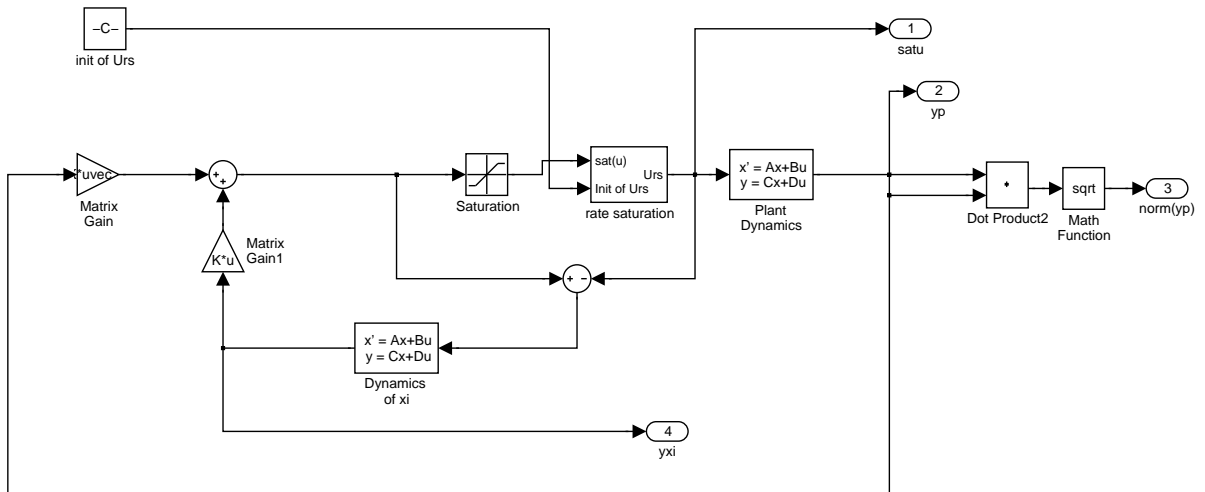 –C–
init of Urs
1
satu
2
yp
*uvec
Matrix
Gain
+
+
Saturation
sat(u)
Urs
Init of Urs
rate saturation
x' = Ax+Bu
y = Cx+Du
Plant
Dynamics
Dot Product2
sqrt
Math
Function
3
norm(yp)
K*u
Matrix
Gain1
+ −
x' = Ax+Bu
y = Cx+Du
Dynamics
of xi
4
yxi